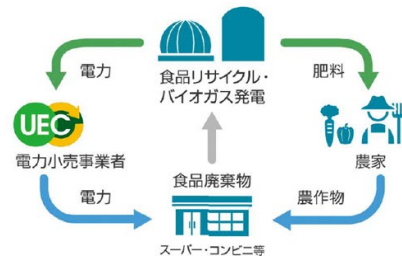 電力
食品リサイクル・
バイオガス発電
肥料
UEC
電力小売事業者
食品廃棄物
農家
電力
農作物
スーパー・コンビニ等